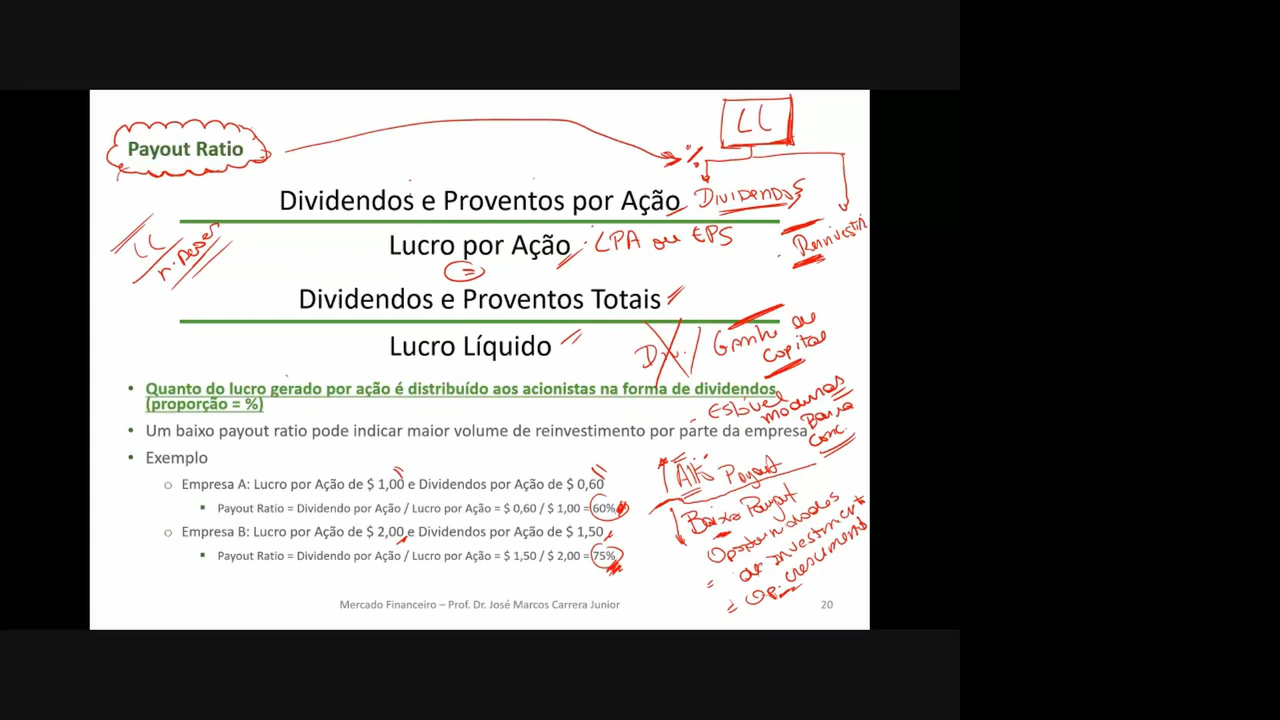 Payout Ratio
LL
%
Dividendos e Proventos por Ação
DIVIDENDOS
LL
Lucro por Ação
LPA ou EPS
=
Dividendos e Proventos Totais
Lucro Líquido
Div.
Ganho de
Capital
Quanto do lucro gerado por ação é distribuído aos acionistas na forma de dividendos
(proporção = %)
- Estável
maduras
Baixa
Conc.
• Um baixo payout ratio pode indicar maior volume de reinvestimento por parte da empresa
• Exemplo
Alto Payout
Empresa A: Lucro por Ação de $ 1,00 e Dividendos por Ação de $ 0,60
Payout Ratio = Dividendo por Ação / Lucro por Ação = $ 0,60 / $ 1,00 = 60%
Baixo Payout
Empresa B: Lucro por Ação de $ 2,00 e Dividendos por Ação de $ 1,50
Payout Ratio = Dividendo por Ação / Lucro por Ação = $ 1,50 / $ 2,00 = 75%
Oportunidades
de investimento
= Op. crescimento
Mercado Financeiro – Prof. Dr. José Marcos Carrera Junior
20